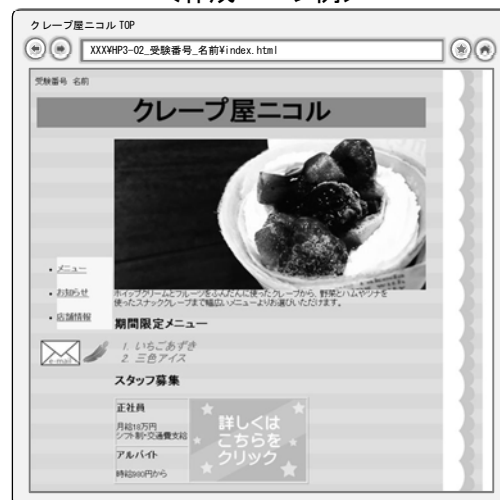 クレープ屋ニコル TOP
XXX¥HP3-02_受験番号_名前¥index.html
受験番号 名前
クレープ屋ニコル
メニュー
お知らせ
店舗情報
e-mail
ホイップクリームとフルーツをふんだんに使ったクレープから、野菜とハムやツナを
使ったスナッククレープまで幅広いメニューよりお選びいただけます。
期間限定メニュー
1. いちごあずき
2. 三色アイス
スタッフ募集
正社員
月給18万円
シフト制・交通費支給
アルバイト
時給900円から
詳しくは
こちらを
クリック